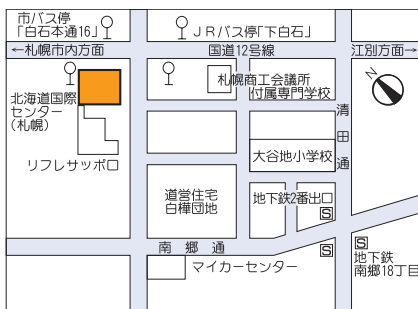 市バス停
「白石本通16」
ＪＲバス停「下白石」
←札幌市内方面
国道12号線
江別方面→
札幌商工会議所
付属専門学校
N
北海道国際
センター
(札幌)
清田通
リフレサッポロ
大谷地小学校
道営住宅
白樺団地
地下鉄2番出口
S
南郷通
S
S
マイカーセンター
地下鉄
南郷18丁目